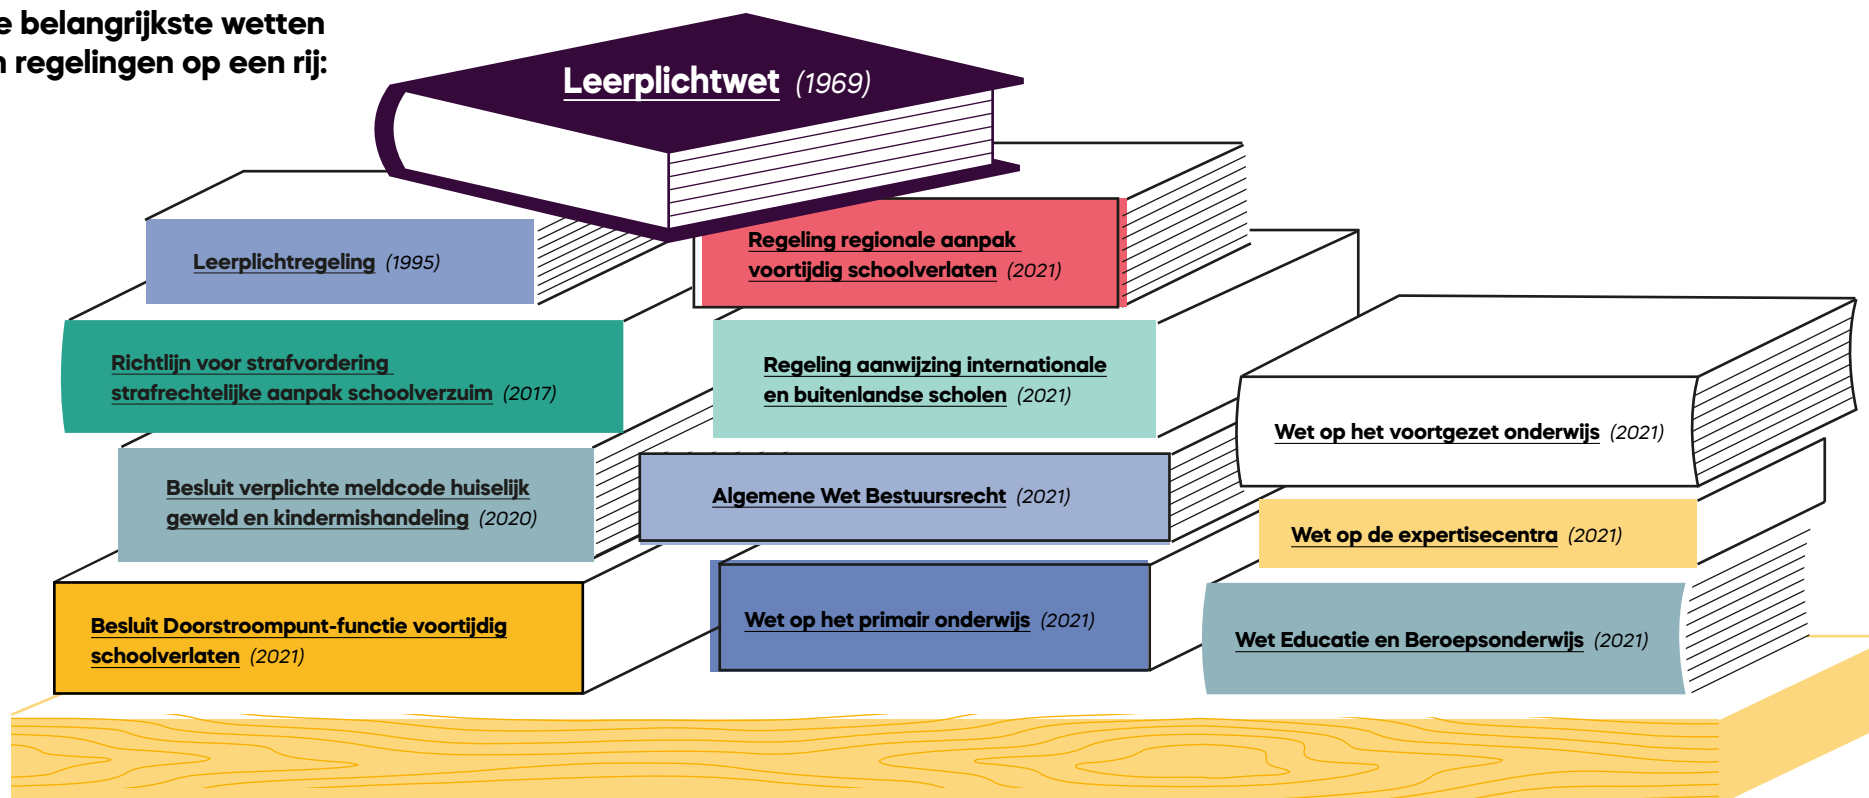 e belangrijkste wetten
n regelingen op een rij:
Leerplichtwet (1969)
Leerplichtregeling (1995)
Regeling regionale aanpak
voortijdig schoolverlaten (2021)
Richtlijn voor strafvordering
strafrechtelijke aanpak schoolverzuim (2017)
Regeling aanwijzing internationale
en buitenlandse scholen (2021)
Wet op het voortgezet onderwijs (2021)
Besluit verplichte meldcode huiselijk
geweld en kindermishandeling (2020)
Algemene Wet Bestuursrecht (2021)
Wet op de expertisecentra (2021)
Besluit Doorstroompunt-functie voortijdig
schoolverlaten (2021)
Wet op het primair onderwijs (2021)
Wet Educatie en Beroepsonderwijs (2021)